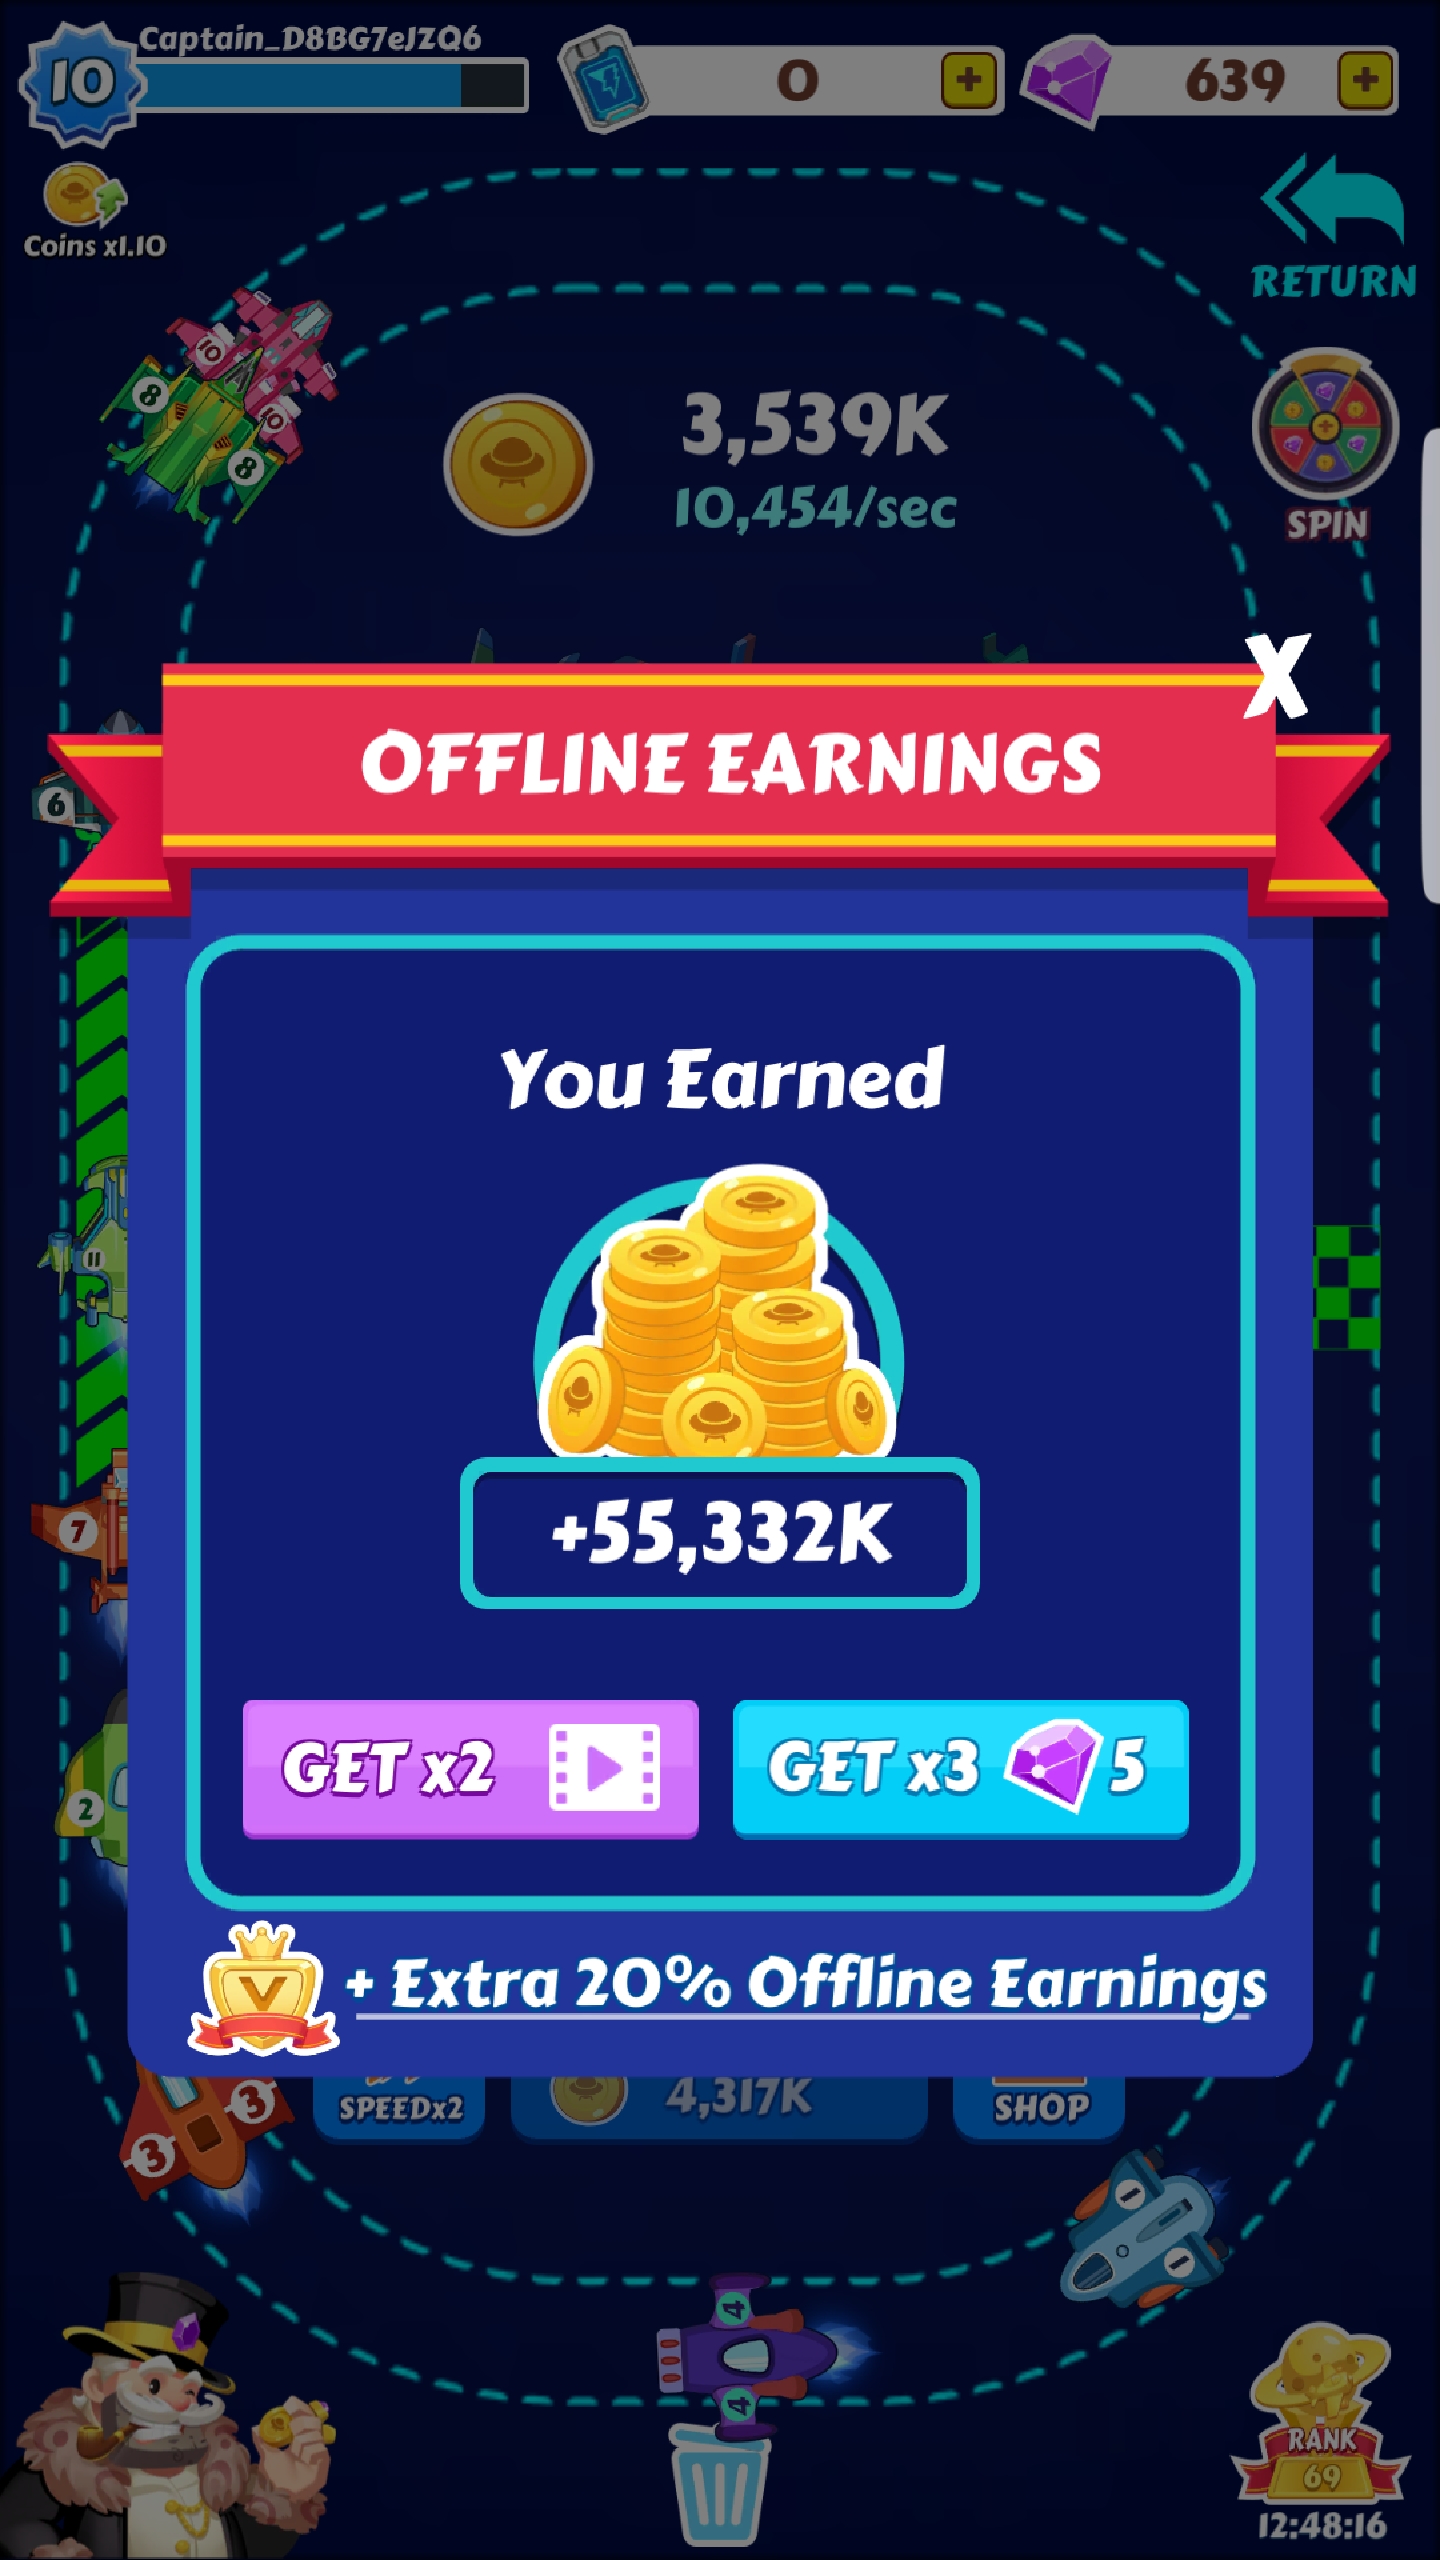 Captain_D8BG7eJZQ6
10
0
+
639
+
Coins x1.10
RETURN
10
8
10
8
3,539K
10,454/sec
SPIN
X
OFFLINE EARNINGS
6
You Earned
11
+55,332K
7
GET x2
GET x3
5
2
V
+ Extra 20% Offline Earnings
3
3
SPEEDx2
4,317K
SHOP
1
1
4
4
RANK
69
12:48:16